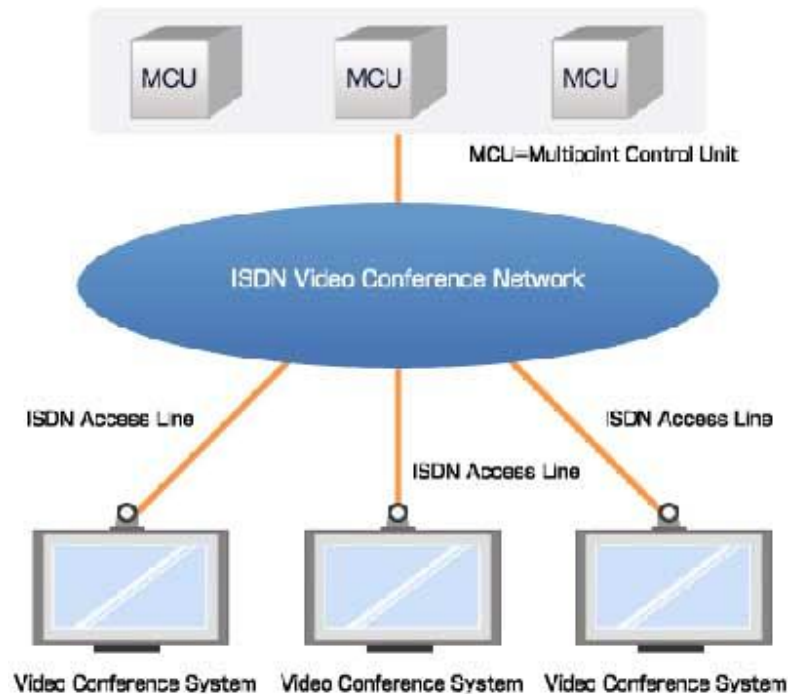 MCU
MCU
MCU
MCU=Multipoint Control Unit
ISDN Video Conference Network
ISDN Access Line
ISDN Access Line
ISDN Access Line
Video Conference System
Video Conference System
Video Conference System